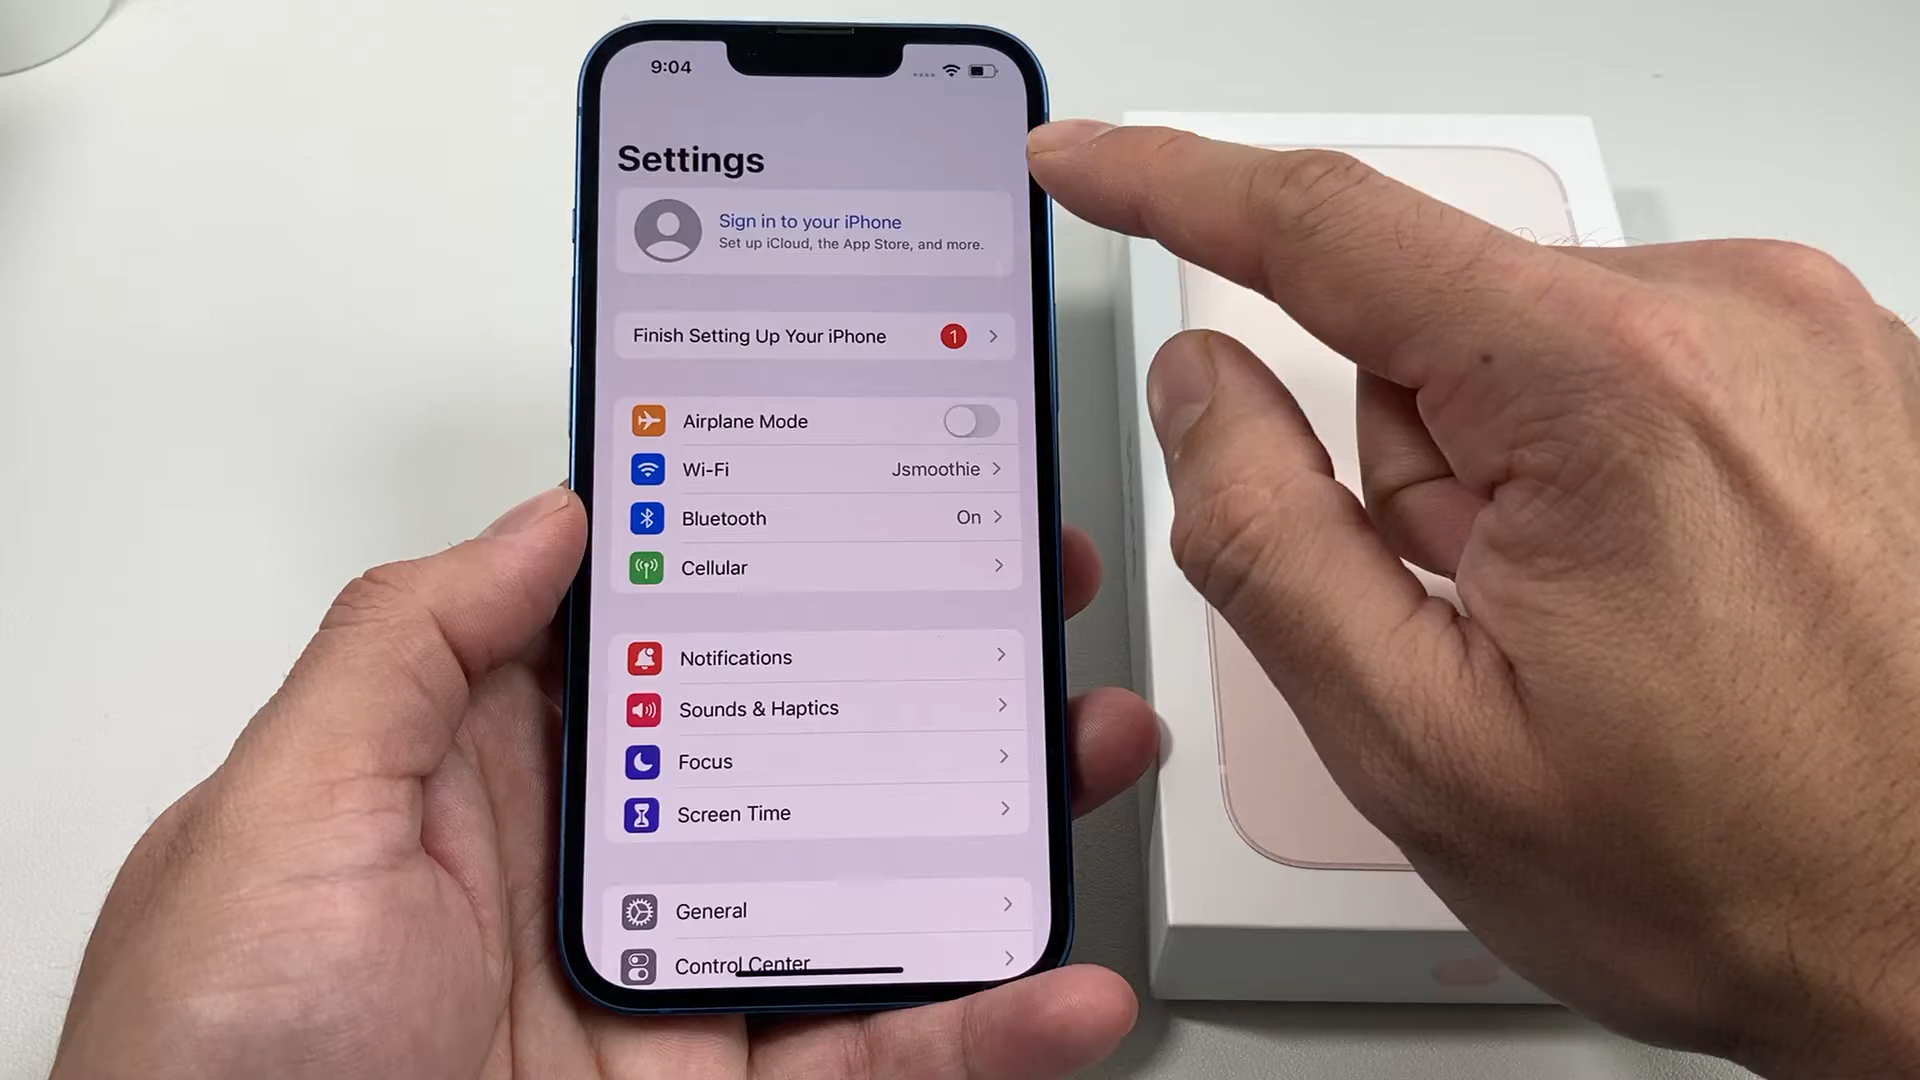 9:04
Settings
Sign in to your iPhone
Set up iCloud, the App Store, and more.
Finish Setting Up Your iPhone 1
Airplane Mode
Wi-Fi Jsmoothie
Bluetooth On
Cellular
Notifications
Sounds & Haptics
Focus
Screen Time
General
Control Center